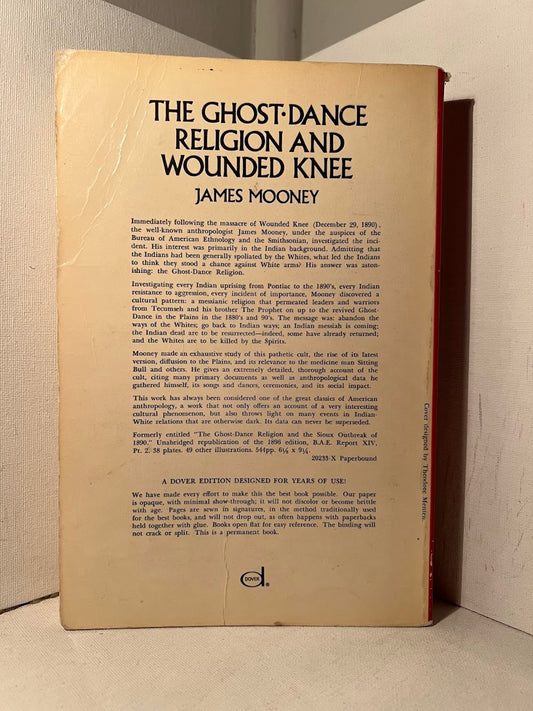 THE GHOST·DANCE
RELIGION AND
WOUNDED KNEE
JAMES MOONEY
Immediately following the massacre of Wounded Knee (December 29, 1890),
the well-known anthropologist James Mooney, under the auspices of the
Bureau of American Ethnology and the Smithsonian, investigated the inci-
dent. His interest was primarily in the Indian background. Admitting that
the Indians had been generally spoliated by the Whites, what led the Indians
to think they stood a chance against White arms? His answer was aston-
ishing: the Ghost-Dance Religion.
Investigating every Indian uprising from Pontiac to the 1890's, every Indian
resistance to aggression, every incident of importance, Mooney discovered a
cultural pattern: a messianic religion that permeated leaders and warriors
from Tecumseh and his brother The Prophet on up to the revived Ghost-
Dance in the Plains in the 1880's and 90's. The message was: abandon the
ways of the Whites; go back to Indian ways; an Indian messiah is coming;
the Indian dead are to be resurrected—indeed, some have already returned;
and the Whites are to be killed by the Spirits.
Mooney made an exhaustive study of this pathetic cult, the rise of its latest
version, diffusion to the Plains, and its relevance to the medicine man Sitting
Bull and others. He gives an extremely detailed, thorough account of the
cult, citing many primary documents as well as anthropological data he
gathered himself, its songs and dances, ceremonies, and its social impact.
This work has always been considered one of the great classics of American
anthropology, a work that not only offers an account of a very interesting
cultural phenomenon, but also throws light on many events in Indian-
White relations that are otherwise dark. Its data can never be superseded.
Formerly entitled "The Ghost-Dance Religion and the Sioux Outbreak of
1890." Unabridged republication of the 1896 edition, B.A.E. Report XIV,
Pt. 2. 38 plates. 49 other illustrations. 544pp. 6⅛ x 9¼.
20233-X Paperbound
A DOVER EDITION DESIGNED FOR YEARS OF USE!
We have made every effort to make this the best book possible. Our paper
is opaque, with minimal show-through; it will not discolor or become brittle
with age. Pages are sewn in signatures, in the method traditionally used
for the best books, and will not drop out, as often happens with paperbacks
held together with glue. Books open flat for easy reference. The binding will
not crack or split. This is a permanent book.
DOVER
®
Cover designed by Theodore Menten.